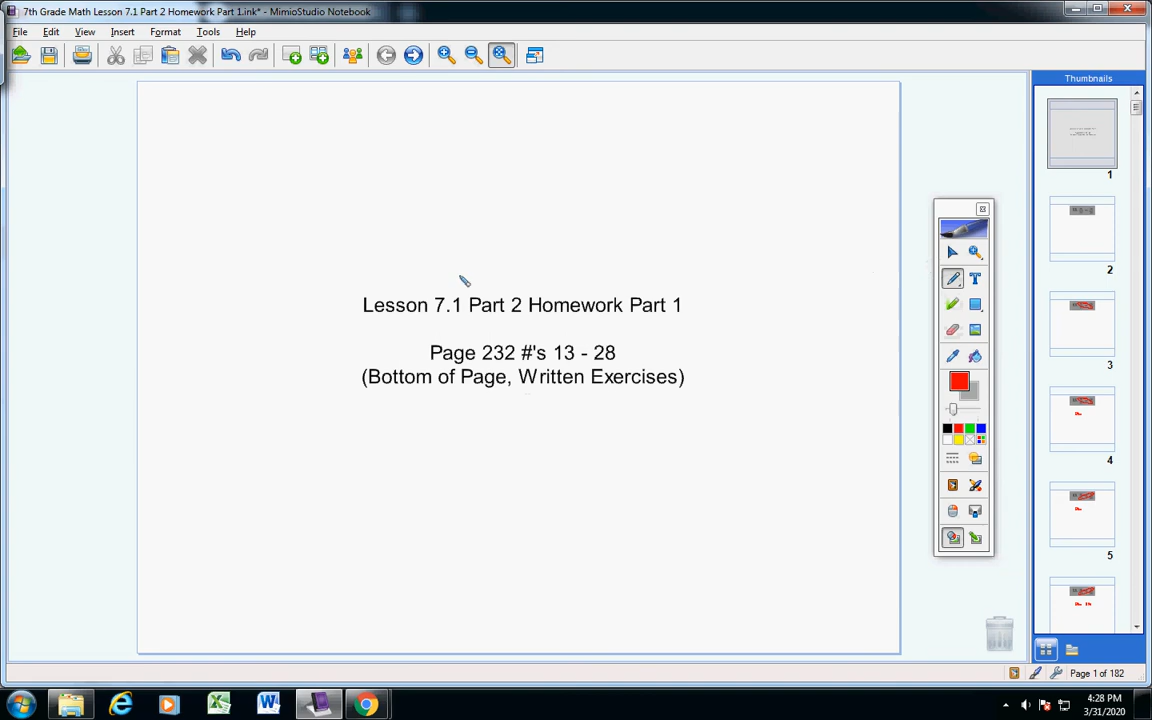 7th Grade Math Lesson 7.1 Part 2 Homework Part 1.ink* - MimioStudio Notebook
File Edit View Insert Format Tools Help
Thumbnails
1
2
3
4
5
Lesson 7.1 Part 2 Homework Part 1
Page 232 #'s 13 - 28
(Bottom of Page, Written Exercises)
T
Page 1 of 182
4:28 PM
3/31/2020